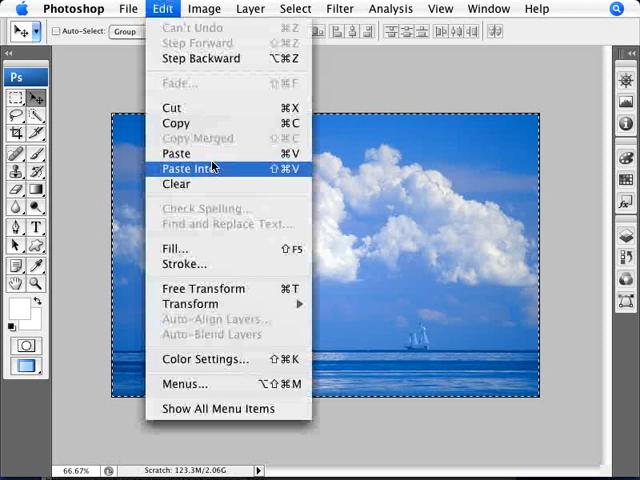 Photoshop File Edit Image Layer Select Filter Analysis View Window Help
Auto-Select: Group
Ps
Can't Undo ⌘Z
Step Forward ⇧⌘Z
Step Backward ⌥⌘Z
Fade... ⇧⌘F
Cut ⌘X
Copy ⌘C
Copy Merged ⇧⌘C
Paste ⌘V
Paste Into ⇧⌘V
Clear
Check Spelling...
Find and Replace Text...
Fill... ⇧F5
Stroke...
Free Transform ⌘T
Transform
Auto-Align Layers...
Auto-Blend Layers
Color Settings... ⇧⌘K
Menus... ⌥⇧⌘M
Show All Menu Items
66.67% Scratch: 123.3M/2.06G